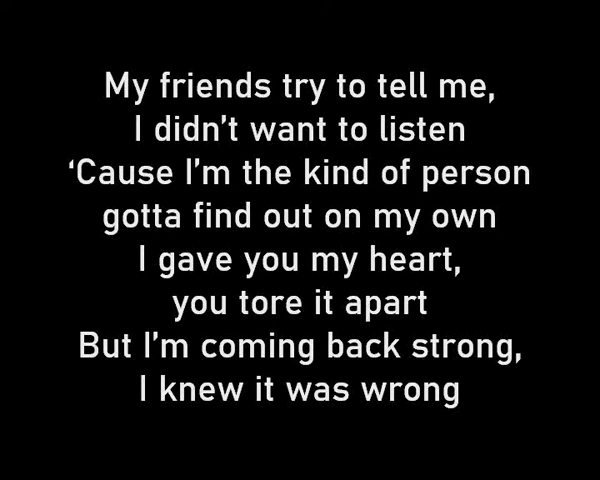 My friends try to tell me,
I didn’t want to listen
‘Cause I’m the kind of person
gotta find out on my own
I gave you my heart,
you tore it apart
But I’m coming back strong,
I knew it was wrong